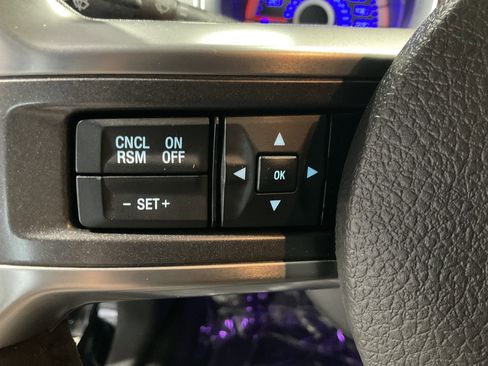 CNCL ON
RSM OFF
- SET +
OK